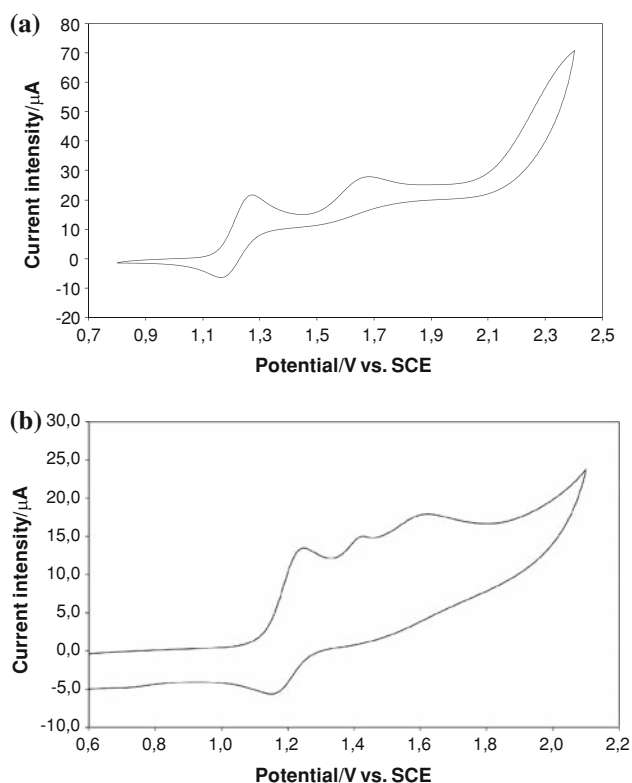 (a)
Current intensity/µA
80
70
60
50
40
30
20
10
0
-10
-20
0,7 0,9 1,1 1,3 1,5 1,7 1,9 2,1 2,3 2,5
Potential/V vs. SCE
(b)
Current intensity/µA
30,0
25,0
20,0
15,0
10,0
5,0
0,0
-5,0
-10,0
0,6 0,8 1,0 1,2 1,4 1,6 1,8 2,0 2,2
Potential/V vs. SCE